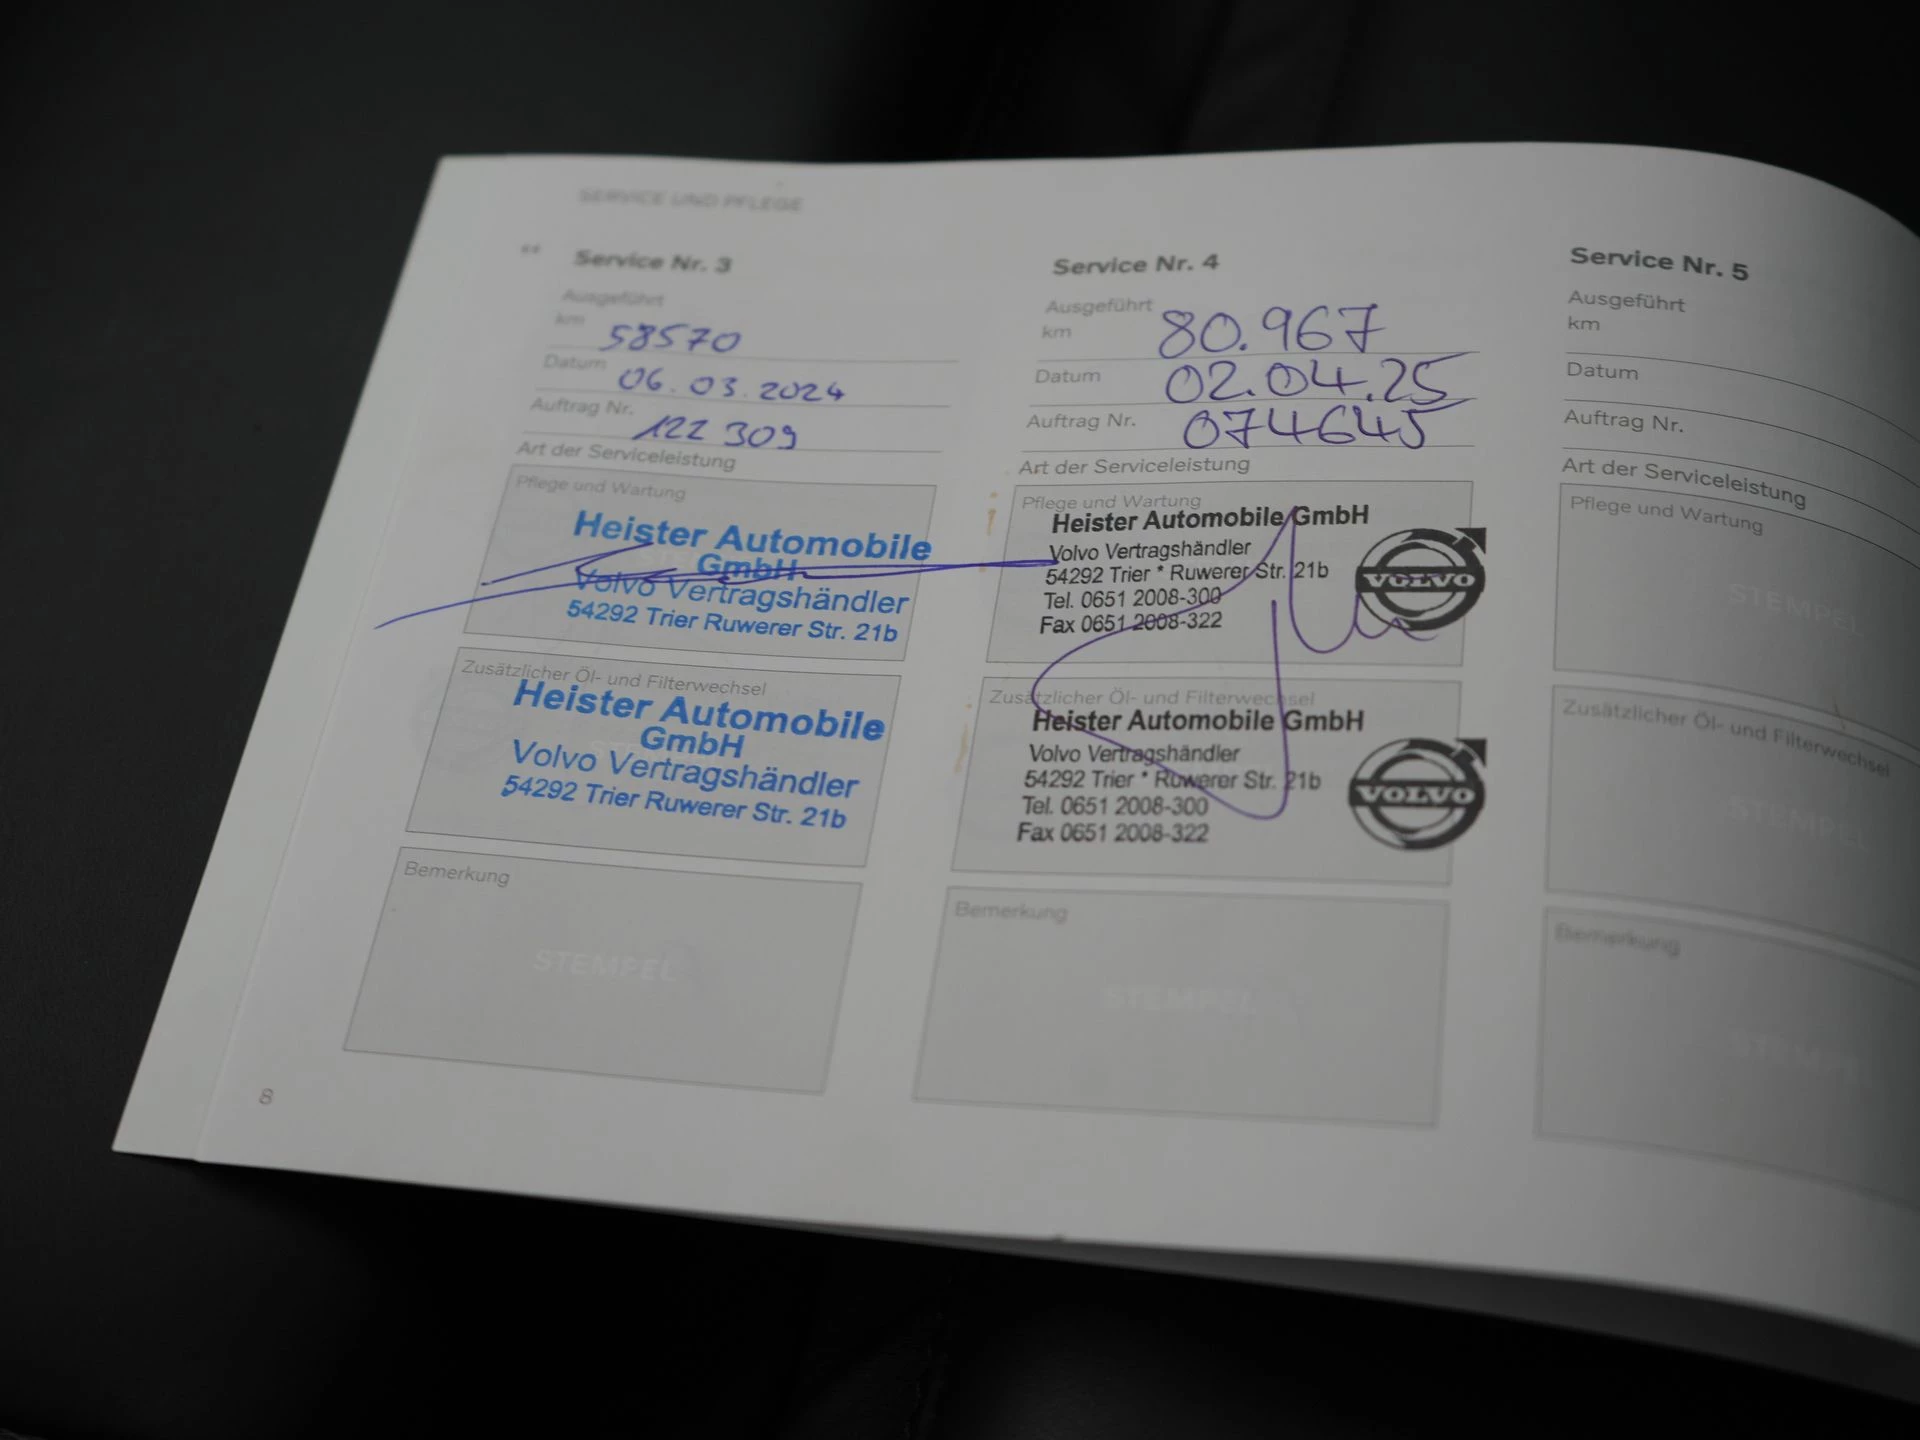 SERVICE UND PFLEGE
**
Service Nr. 3
Ausgeführt
km 58570
Datum 06.03.2024
Auftrag Nr. 122 309
Art der Serviceleistung
Pflege und Wartung
Heister Automobile
GmbH
Volvo Vertragshändler
54292 Trier Ruwerer Str. 21b
Zusätzlicher Öl- und Filterwechsel
Heister Automobile
GmbH
Volvo Vertragshändler
54292 Trier Ruwerer Str. 21b
Bemerkung
STEMPEL
8
Service Nr. 4
Ausgeführt
km 80.967
Datum 02.04.25
Auftrag Nr. 074645
Art der Serviceleistung
Pflege und Wartung
Heister Automobile GmbH
Volvo Vertragshändler
54292 Trier * Ruwerer Str. 21b
Tel. 0651 2008-300
Fax 0651 2008-322
VOLVO
Zusätzlicher Öl- und Filterwechsel
Heister Automobile GmbH
Volvo Vertragshändler
54292 Trier * Ruwerer Str. 21b
Tel. 0651 2008-300
Fax 0651 2008-322
VOLVO
Bemerkung
STEMPEL
Service Nr. 5
Ausgeführt
km
Datum
Auftrag Nr.
Art der Serviceleistung
Pflege und Wartung
STEMPEL
Zusätzlicher Öl- und Filterwechsel
STEMPEL
Bemerkung
STEMPEL